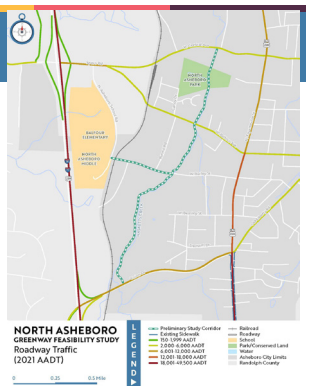 NORTH
ASHEBORO
PARK
BALFOUR
ELEMENTARY
NORTH
ASHEBORO
MIDDLE
NORTH ASHEBORO
GREENWAY FEASIBILITY STUDY
Roadway Traffic
(2021 AADT)
0 0.25 0.5 Mile
LEGEND
Preliminary Study Corridor
Existing Sidewalk
110-1,999 AADT
2,000-6,000 AADT
6,001-12,000 AADT
12,001-18,000 AADT
18,001-49,500 AADT
Railroad
Roadway
School
Park/Conserved Land
Water
Asheboro City Limits
Randolph County